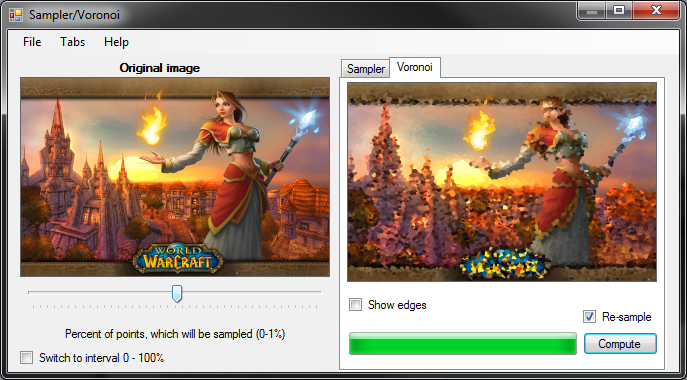 Sampler/Voronoi
File Tabs Help
Original image
Sampler Voronoi
WORLD
WARCRAFT
Show edges
Re-sample
Percent of points, which will be sampled (0-1%)
Compute
Switch to interval 0 - 100%